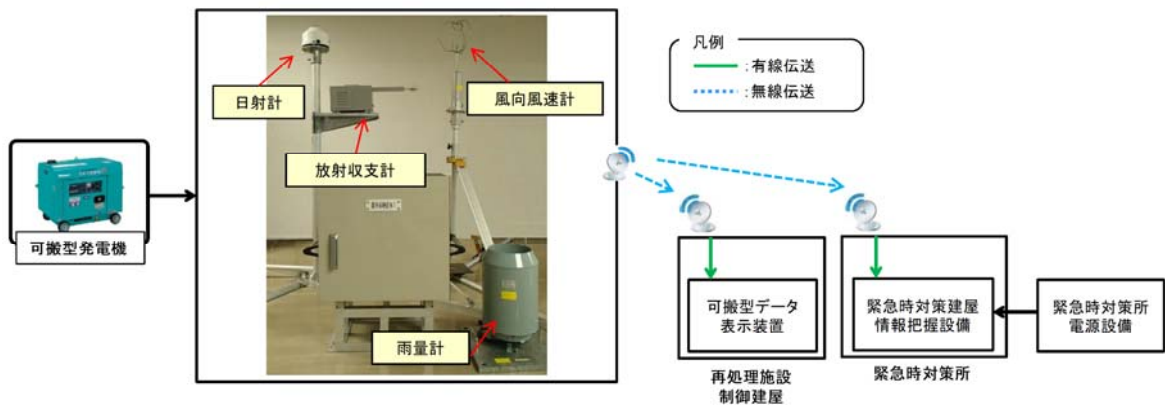 凡例
:有線伝送
:無線伝送
日射計
風向風速計
放射収支計
雨量計
可搬型発電機
可搬型データ
表示装置
再処理施設
制御建屋
緊急時対策建屋
情報把握設備
緊急時対策所
緊急時対策所
電源設備